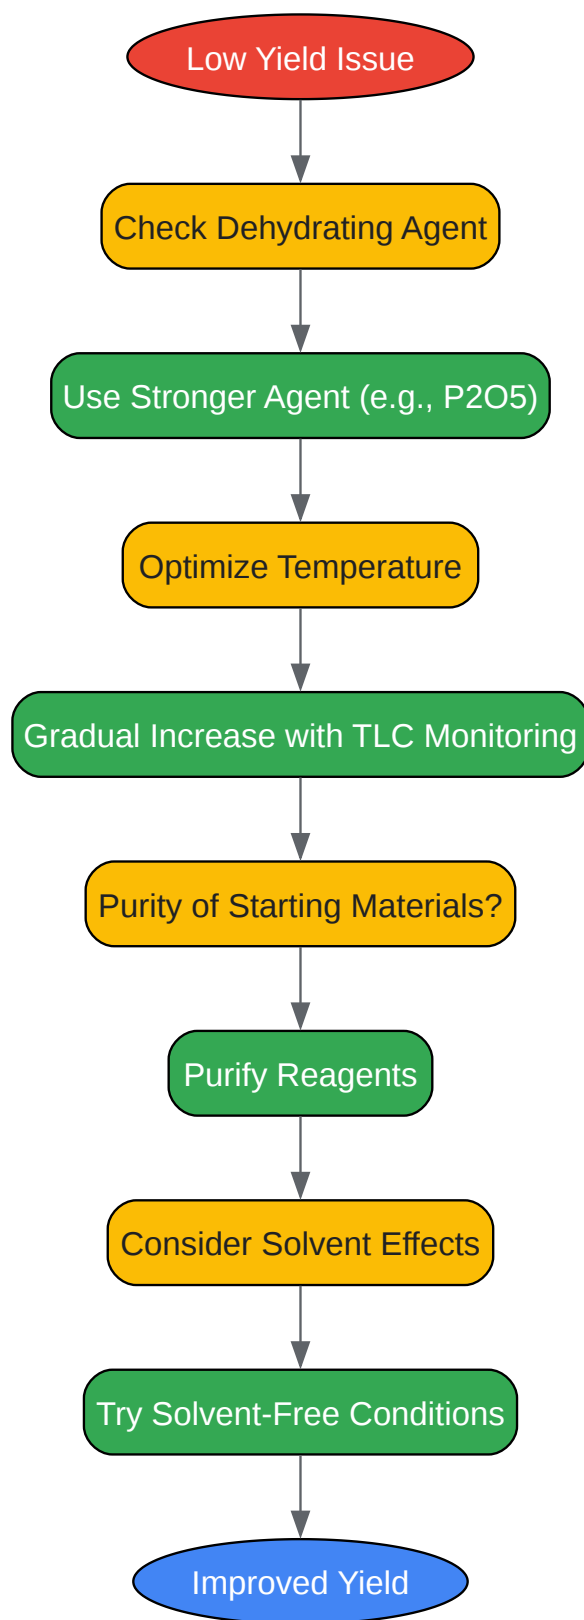 Low Yield Issue
Check Dehydrating Agent
Use Stronger Agent (e.g., P2O5)
Optimize Temperature
Gradual Increase with TLC Monitoring
Purity of Starting Materials?
Purify Reagents
Consider Solvent Effects
Try Solvent-Free Conditions
Improved Yield